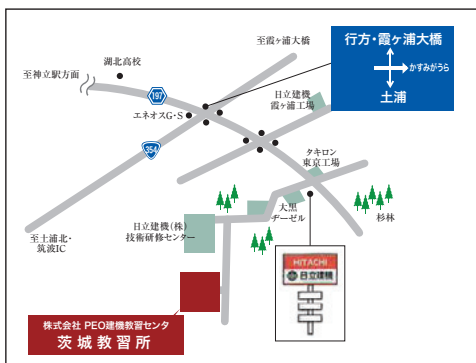 至霞ヶ浦大橋
行方・霞ヶ浦大橋
かすみがうら
土浦
湖北高校
至神立駅方面
197
エネオスG・S
日立建機
霞ヶ浦工場
354
タキロン
東京工場
大黒
ヂーゼル
杉林
日立建機(株)
技術研修センター
至土浦北・
筑波IC
HITACHI
日立建機
株式会社 PEO建機教習センタ
茨城教習所